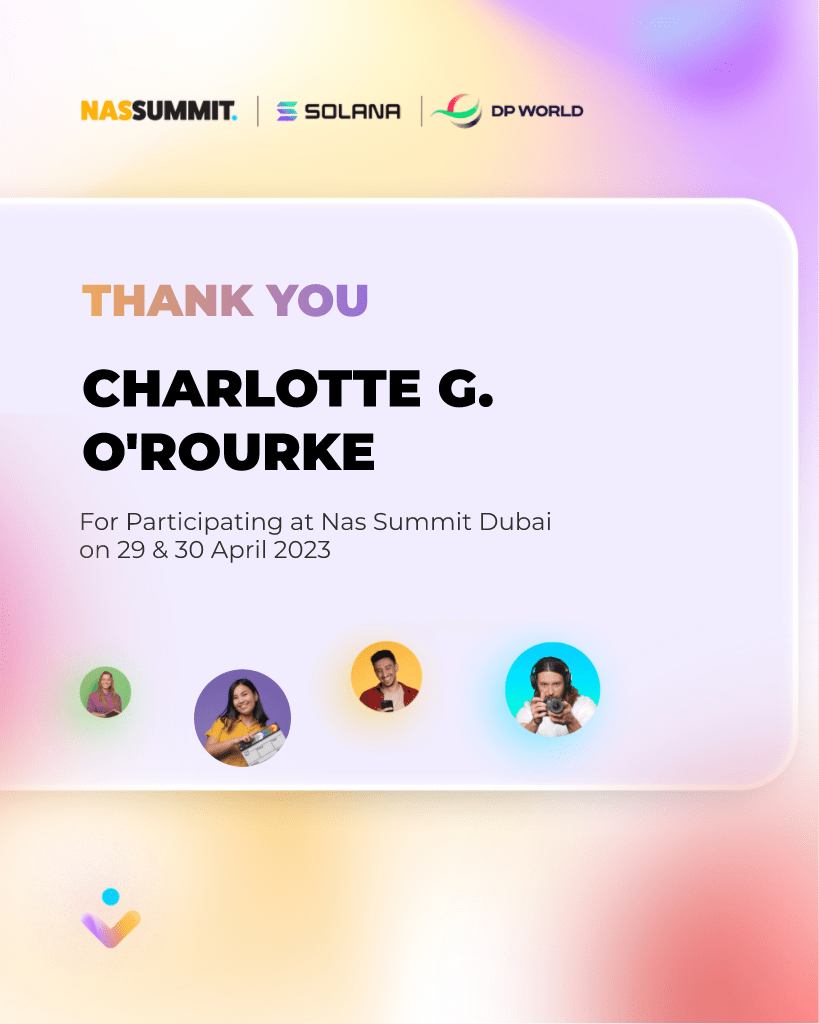 NASSUMMIT. | SOLANA | DP WORLD
THANK YOU
CHARLOTTE G.
O'ROURKE
For Participating at Nas Summit Dubai
on 29 & 30 April 2023